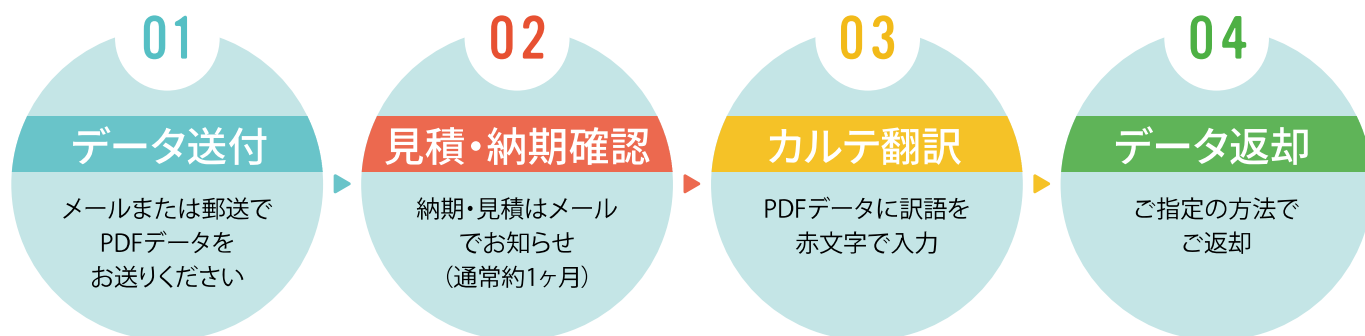 01
データ送付
メールまたは郵送で
PDFデータを
お送りください
02
見積・納期確認
納期・見積はメール
でお知らせ
（通常約1ヶ月）
03
カルテ翻訳
PDFデータに訳語を
赤文字で入力
04
データ返却
ご指定の方法で
ご返却